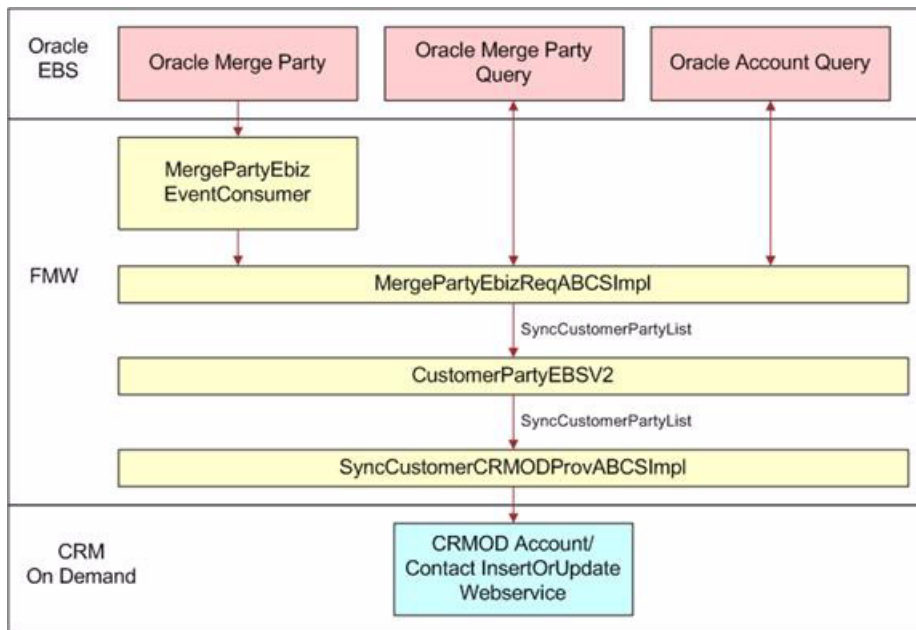 Oracle
EBS
Oracle Merge Party
Oracle Merge Party
Query
Oracle Account Query
MergePartyEbiz
EventConsumer
FMW
MergePartyEbizReqABCSImpl
SyncCustomerPartyList
CustomerPartyEBSV2
SyncCustomerPartyList
SyncCustomerCRMODProvABCSImpl
CRM
On Demand
CRMOD Account/
Contact InsertOrUpdate
Webservice